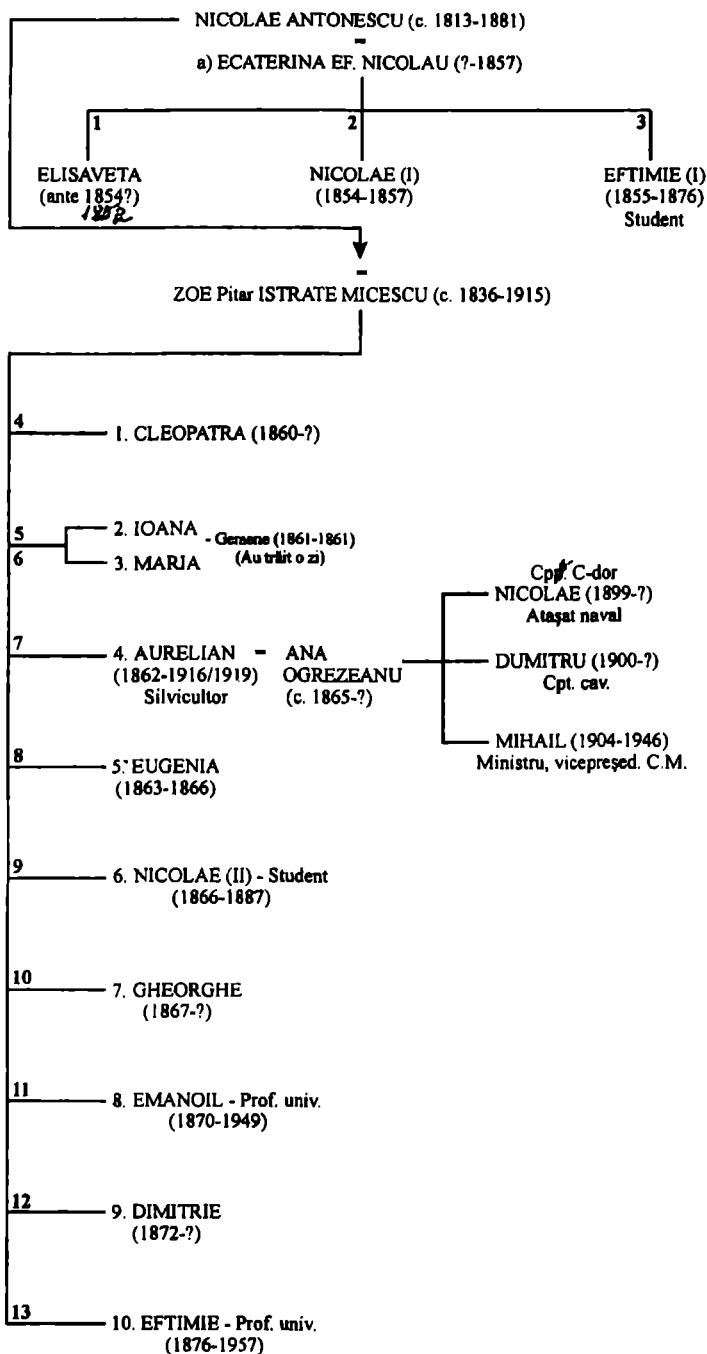 NICOLAE ANTONESCU (c. 1813-1881)
a) ECATERINA EF. NICOLAU (?-1857)
1
2
3
ELISAVETA
(ante 1854?)
NICOLAE (I)
(1854-1857)
EFTIMIE (I)
(1855-1876)
Student
ZOE Pitar ISTRATE MICESCU (c. 1836-1915)
4
1. CLEOPATRA (1860-?)
5
6
2. IOANA
3. MARIA
- Gemene (1861-1861)
(Au trăit o zi)
7
4. AURELIAN = ANA
(1862-1916/1919) OGREZEANU
Silvicultor (c. 1865-?)
C-dor
NICOLAE (1899-?)
Atașat naval
DUMITRU (1900-?)
Cpt. cav.
MIHAIL (1904-1946)
Ministru, vicepreșed. C.M.
8
5. EUGENIA
(1863-1866)
9
6. NICOLAE (II) - Student
(1866-1887)
10
7. GHEORGHE
(1867-?)
11
8. EMANOIL - Prof. univ.
(1870-1949)
12
9. DIMITRIE
(1872-?)
13
10. EFTIMIE - Prof. univ.
(1876-1957)